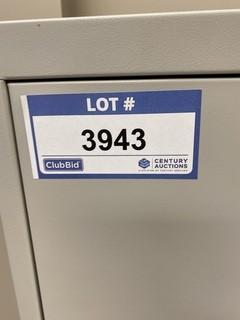 LOT #
3943
ClubBid
CENTURY
AUCTIONS